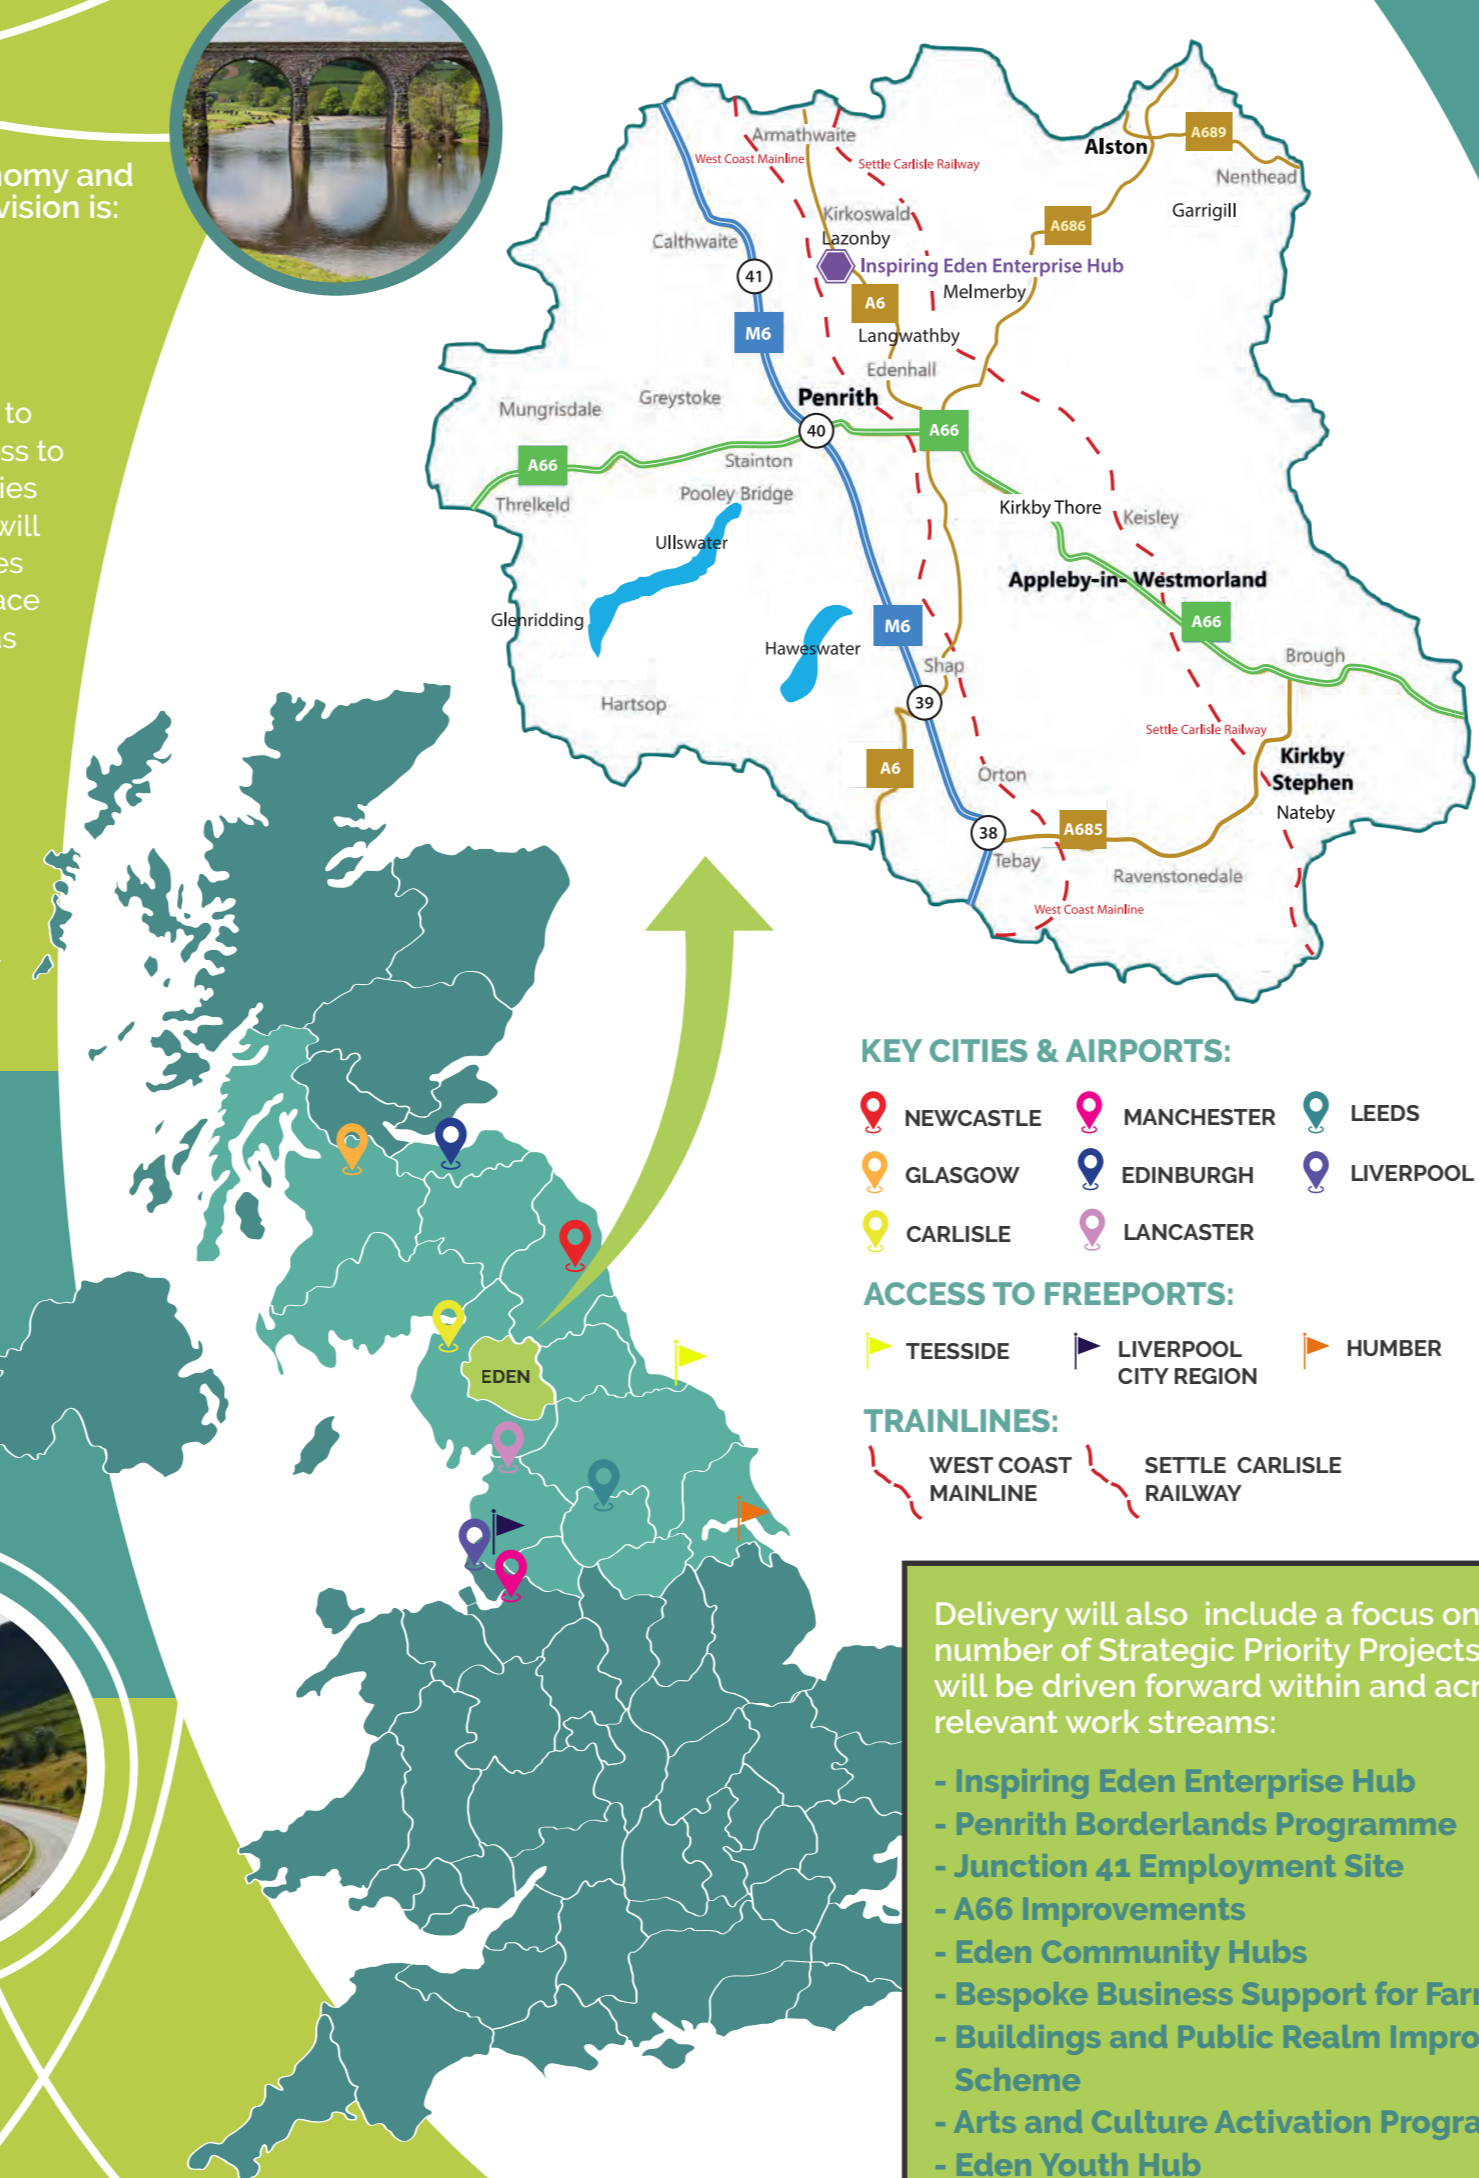 nomy and
vision is:
to
ss to
ies
will
es
ace
as
Armathwaite
West Coast Mainline
Settle Carlisle Railway
Alston
A689
Nenthead
Garrigill
Kirkoswald
Lazonby
A686
Calthwaite
41
Inspiring Eden Enterprise Hub
Melmerby
A6
M6
Langwathby
Edenhall
Greystoke
Penrith
Mungrisdale
40
A66
A66
Stainton
Threlkeld
Pooley Bridge
Kirkby Thore
Keisley
Ullswater
Appleby-in- Westmorland
Glenridding
M6
A66
Haweswater
Shap
Brough
Hartsop
39
Settle Carlisle Railway
Kirkby
Stephen
A6
Orton
Nateby
38
A685
Tebay
Ravenstonedale
West Coast Mainline
EDEN
KEY CITIES & AIRPORTS:
NEWCASTLE
MANCHESTER
LEEDS
GLASGOW
EDINBURGH
LIVERPOOL
CARLISLE
LANCASTER
ACCESS TO FREEPORTS:
TEESSIDE
LIVERPOOL
CITY REGION
HUMBER
TRAINLINES:
WEST COAST
MAINLINE
SETTLE CARLISLE
RAILWAY
Delivery will also include a focus on
number of Strategic Priority Projects
will be driven forward within and acr
relevant work streams:
- Inspiring Eden Enterprise Hub
- Penrith Borderlands Programme
- Junction 41 Employment Site
- A66 Improvements
- Eden Community Hubs
- Bespoke Business Support for Far
- Buildings and Public Realm Impro
Scheme
- Arts and Culture Activation Progra
- Eden Youth Hub